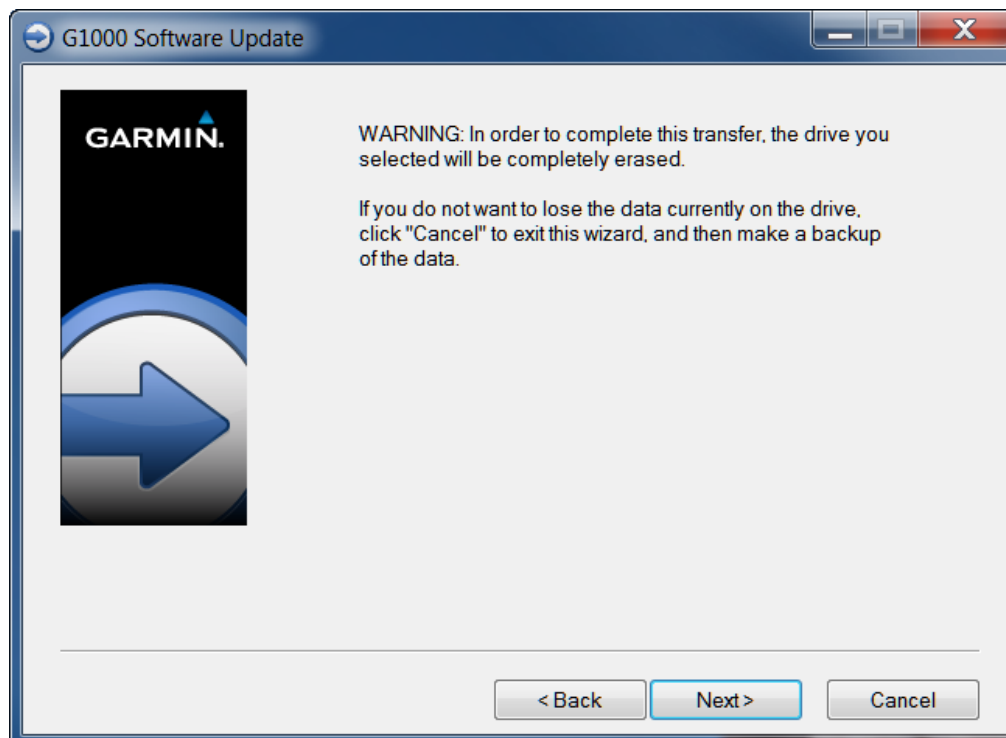 G1000 Software Update
GARMIN.
WARNING: In order to complete this transfer, the drive you
selected will be completely erased.
If you do not want to lose the data currently on the drive,
click "Cancel" to exit this wizard, and then make a backup
of the data.
< Back
Next >
Cancel